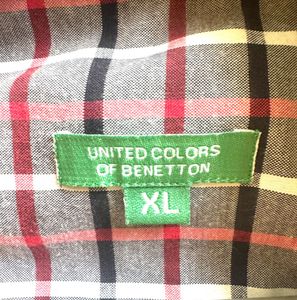 UNITED COLORS
OF BENETTON
XL